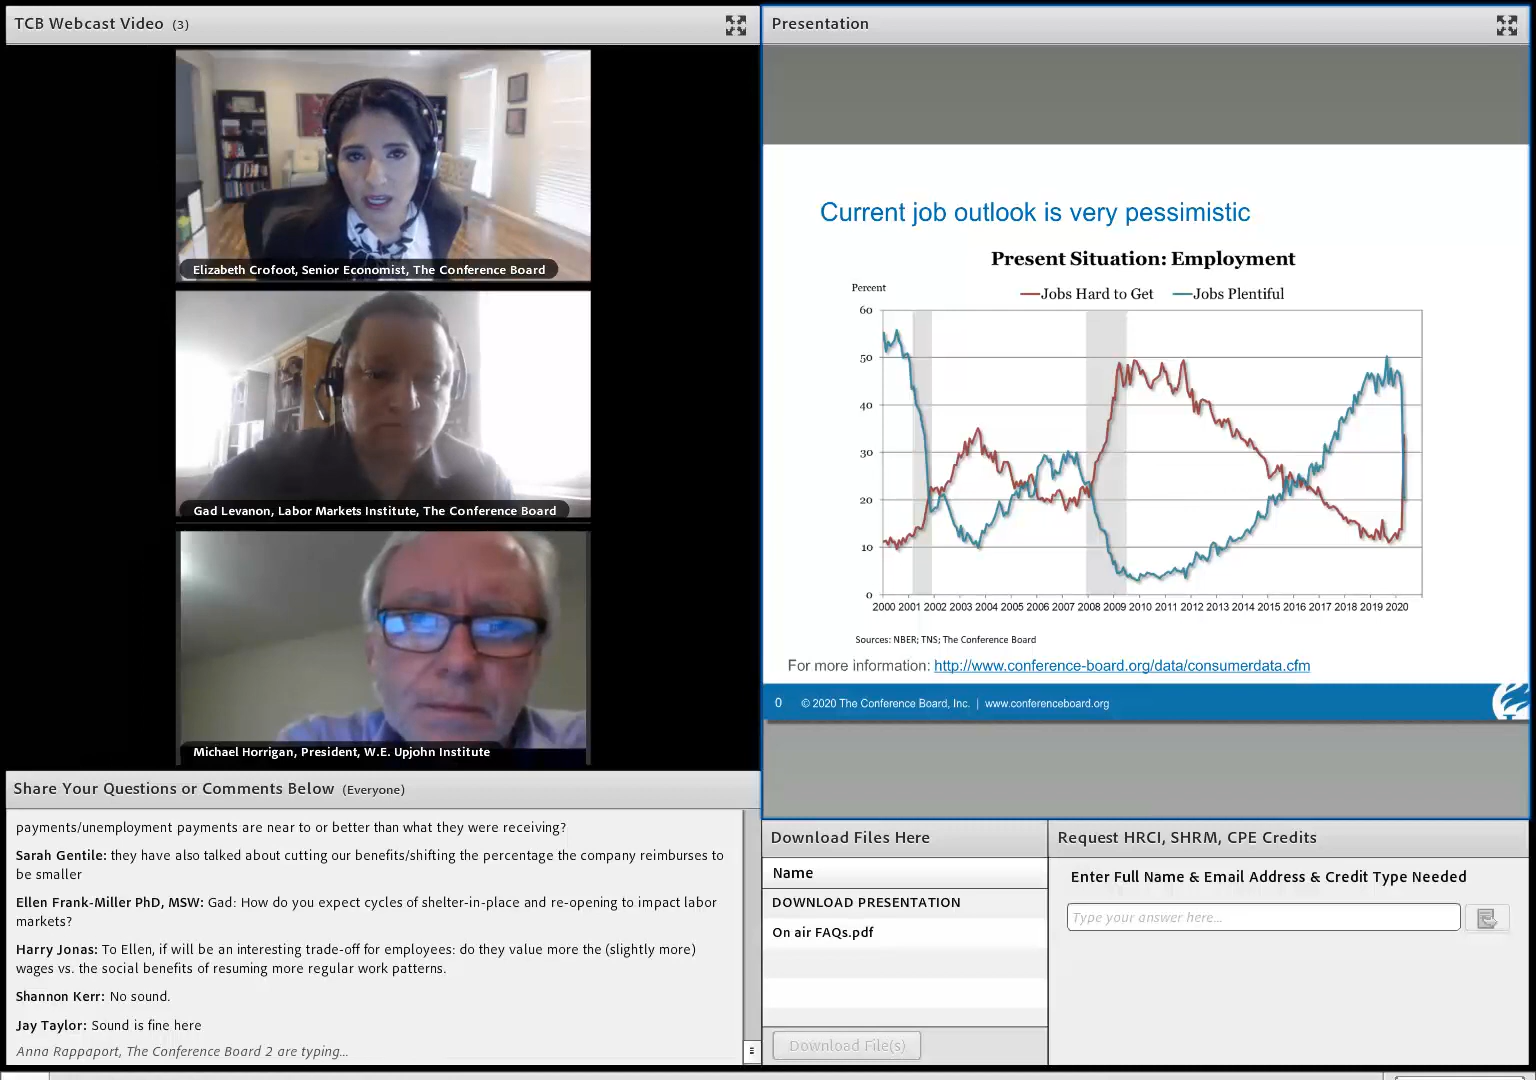 TCB Webcast Video (3)
Elizabeth Crofoot, Senior Economist, The Conference Board
Gad Levanon, Labor Markets Institute, The Conference Board
Michael Horrigan, President, W.E. Upjohn Institute
Share Your Questions or Comments Below (Everyone)
payments/unemployment payments are near to or better than what they were receiving?
Sarah Gentile: they have also talked about cutting our benefits/shifting the percentage the company reimburses to
be smaller
Ellen Frank-Miller PhD, MSW: Gad: How do you expect cycles of shelter-in-place and re-opening to impact labor
markets?
Harry Jonas: To Ellen, if will be an interesting trade-off for employees: do they value more the (slightly more)
wages vs. the social benefits of resuming more regular work patterns.
Shannon Kerr: No sound.
Jay Taylor: Sound is fine here
Anna Rappaport, The Conference Board 2 are typing...
Presentation
Current job outlook is very pessimistic
Present Situation: Employment
Percent
Jobs Hard to Get Jobs Plentiful
60
50
40
30
20
10
0
2000 2001 2002 2003 2004 2005 2006 2007 2008 2009 2010 2011 2012 2013 2014 2015 2016 2017 2018 2019 2020
Sources: NBER; TNS; The Conference Board
For more information: http://www.conference-board.org/data/consumerdata.cfm
0 © 2020 The Conference Board, Inc. | www.conferenceboard.org
Download Files Here
Name
DOWNLOAD PRESENTATION
On air FAQs.pdf
Download File(s)
Request HRCI, SHRM, CPE Credits
Enter Full Name & Email Address & Credit Type Needed
Type your answer here...